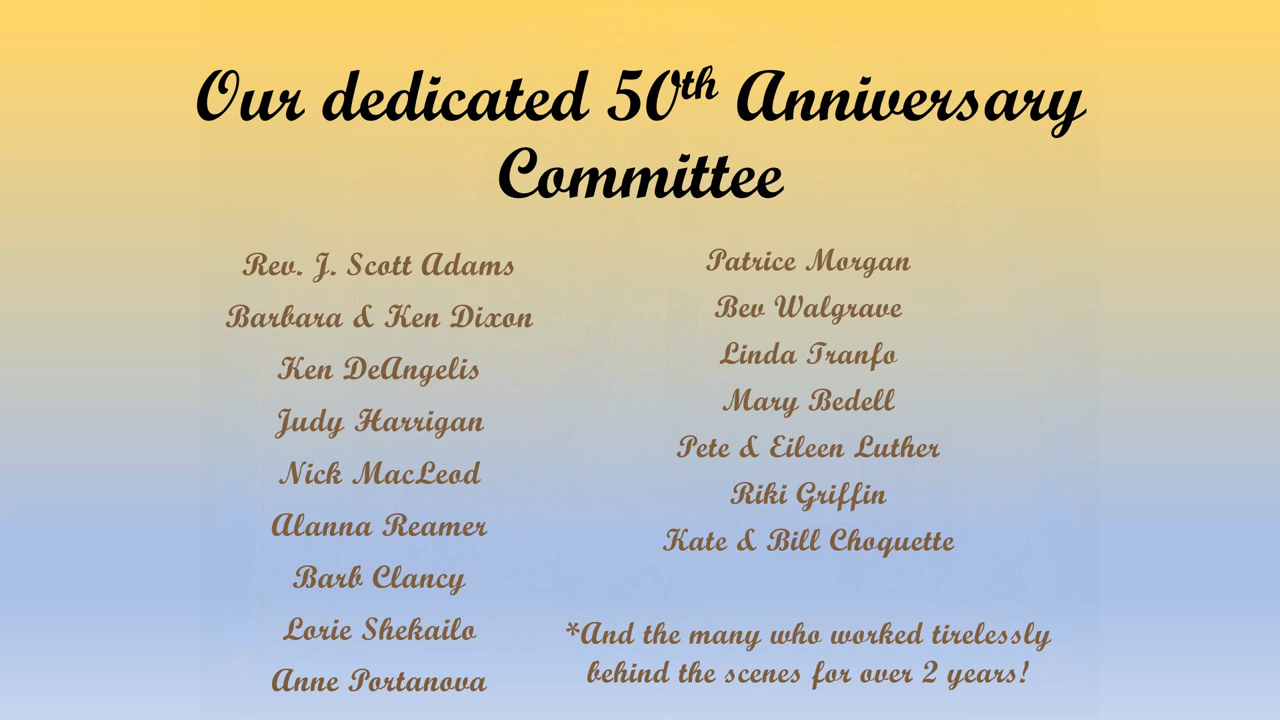 Our dedicated 50th Anniversary
Committee
Rev. J. Scott Adams
Barbara & Ken Dixon
Ken DeAngelis
Judy Harrigan
Nick MacLeod
Alanna Reamer
Barb Clancy
Lorie Shekailo
Anne Portanova
Patrice Morgan
Bev Walgrave
Linda Tranfo
Mary Bedell
Pete & Eileen Luther
Riki Griffin
Kate & Bill Choquette
*And the many who worked tirelessly
behind the scenes for over 2 years!